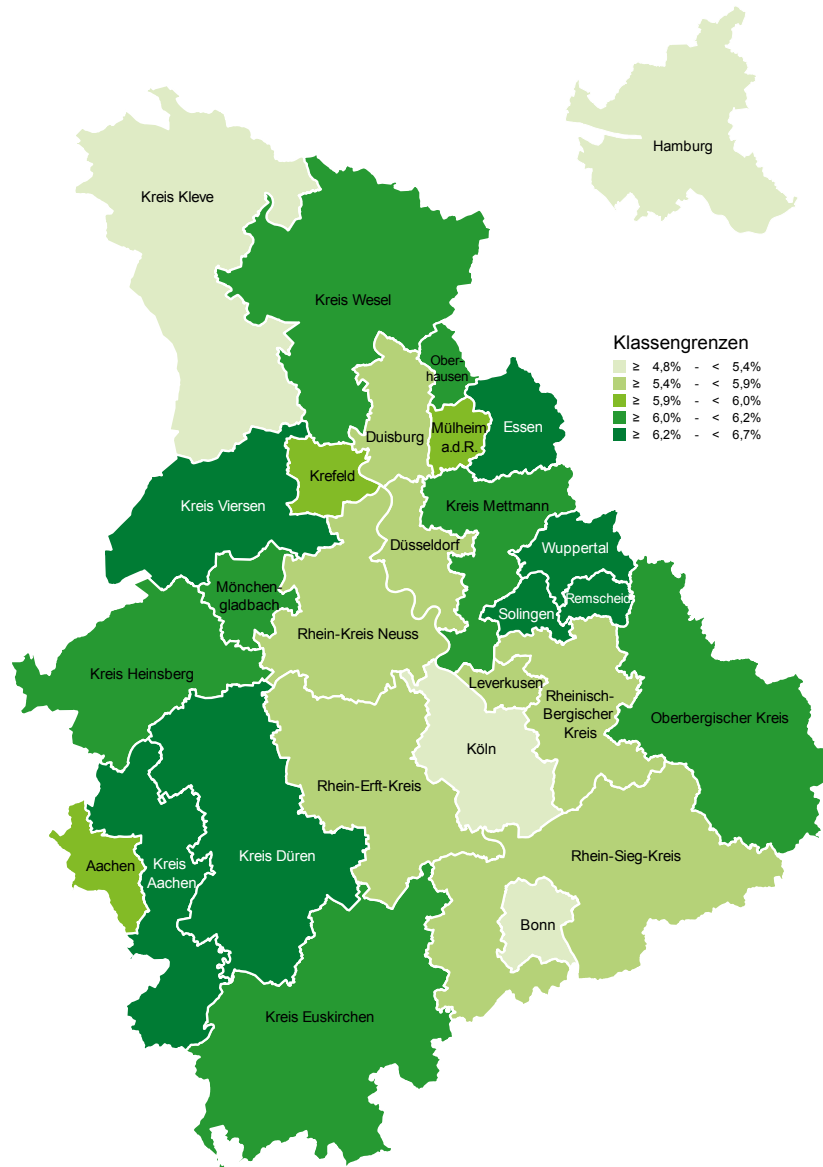 Hamburg
Kreis Kleve
Kreis Wesel
Klassengrenzen
≥ 4,8% - < 5,4%
≥ 5,4% - < 5,9%
≥ 5,9% - < 6,0%
≥ 6,0% - < 6,2%
≥ 6,2% - < 6,7%
Ober-
hausen
Duisburg
Mülheim
a.d.R.
Essen
Krefeld
Kreis Viersen
Kreis Mettmann
Düsseldorf
Wuppertal
Mönchen-
gladbach
Remscheid
Solingen
Rhein-Kreis Neuss
Kreis Heinsberg
Leverkusen
Rheinisch-
Bergischer
Kreis
Oberbergischer Kreis
Köln
Rhein-Erft-Kreis
Kreis Düren
Rhein-Sieg-Kreis
Aachen
Kreis
Aachen
Bonn
Kreis Euskirchen